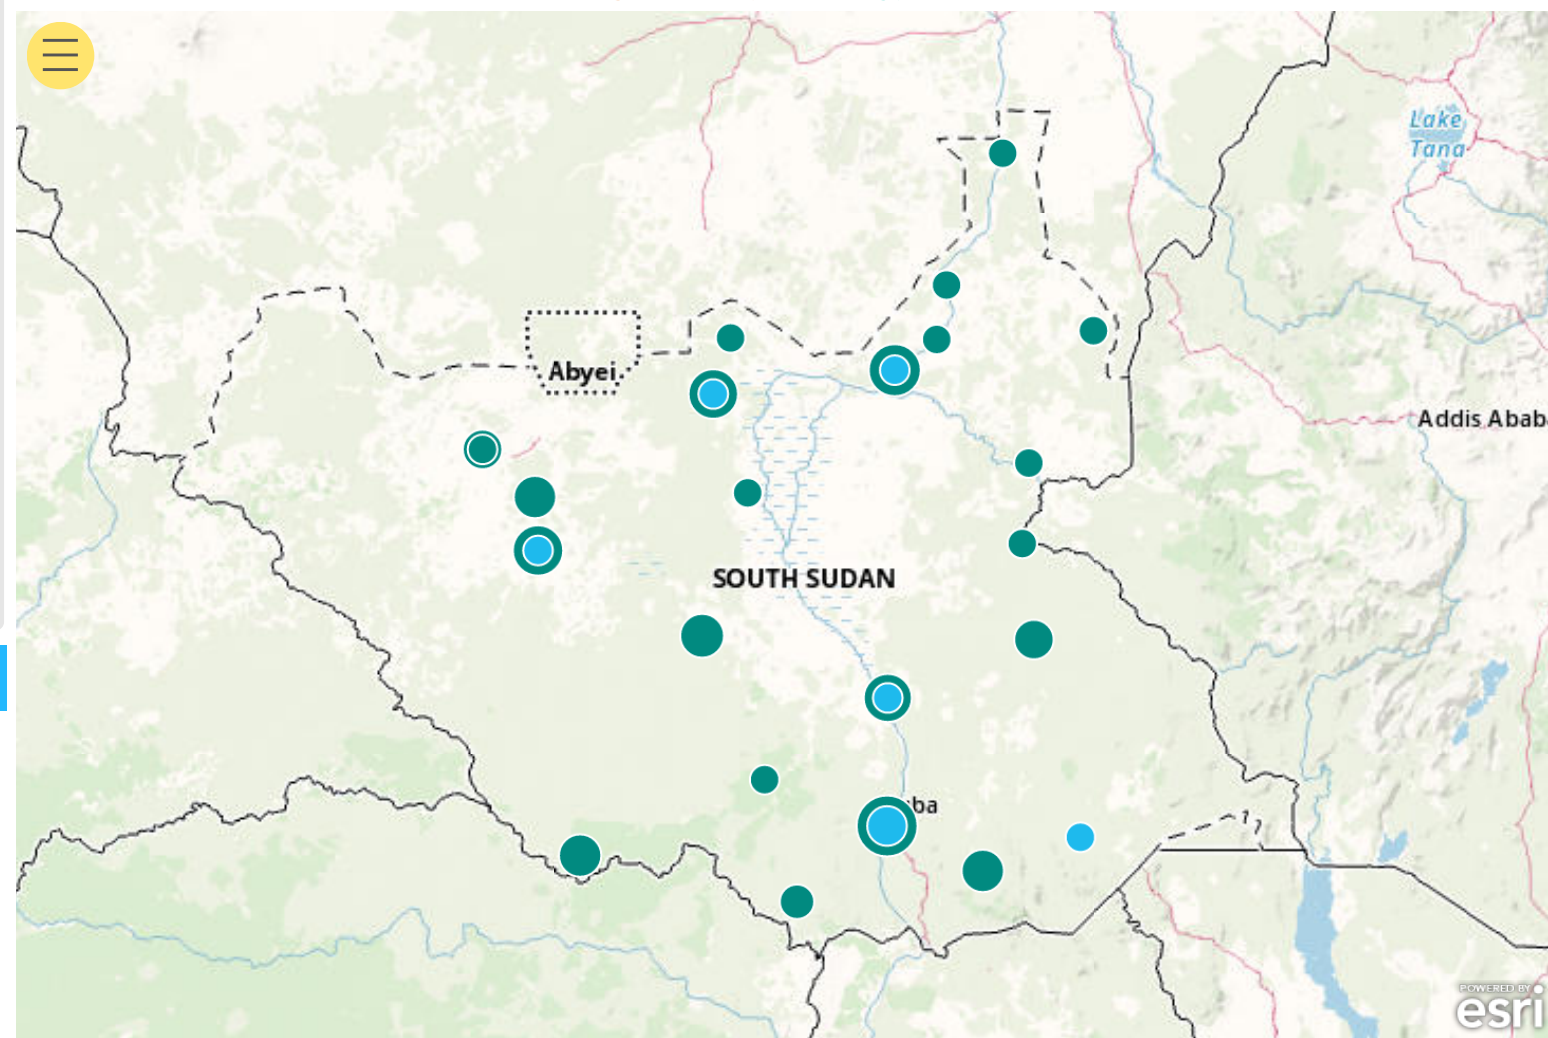 Lake
Tana
Abyei
Addis Abab
SOUTH SUDAN
ba
POWERED BY
esri